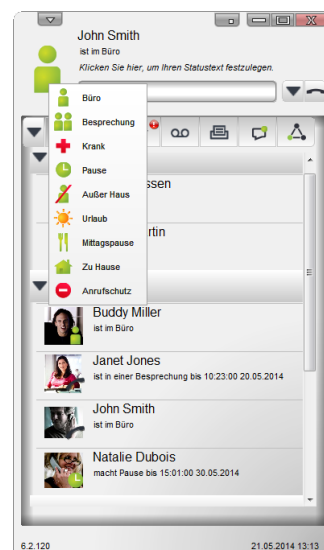 John Smith
ist im Büro
Klicken Sie hier, um Ihren Statustext festzulegen.
Büro
Besprechung
Krank
Pause
Außer Haus
Urlaub
Mittagspause
Zu Hause
Anrufschutz
ssen
rtin
Buddy Miller
ist im Büro
Janet Jones
ist in einer Besprechung bis 10:23:00 20.05.2014
John Smith
ist im Büro
Natalie Dubois
macht Pause bis 15:01:00 30.05.2014
6.2.120
21.05.2014 13:13